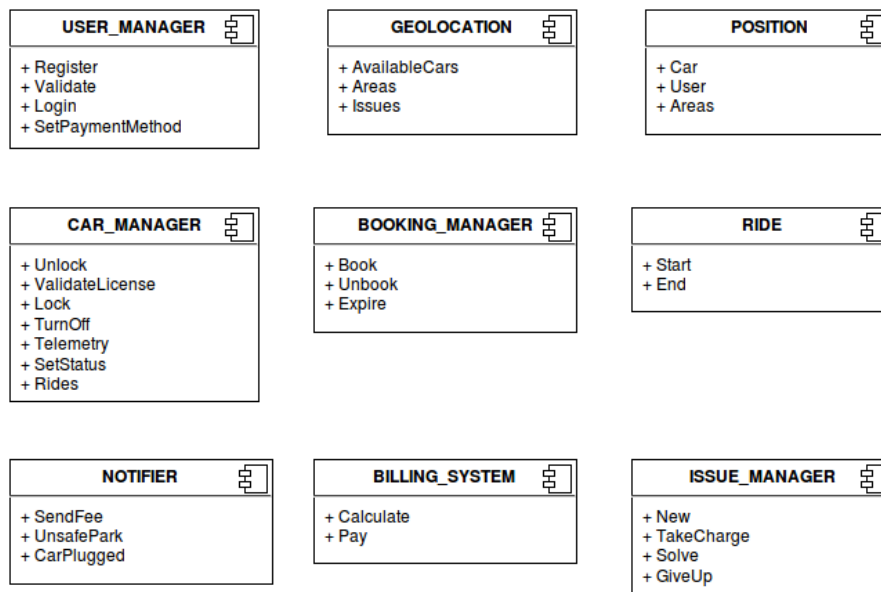 USER_MANAGER
+ Register
+ Validate
+ Login
+ SetPaymentMethod
GEOLOCATION
+ AvailableCars
+ Areas
+ Issues
POSITION
+ Car
+ User
+ Areas
CAR_MANAGER
+ Unlock
+ ValidateLicense
+ Lock
+ TurnOff
+ Telemetry
+ SetStatus
+ Rides
BOOKING_MANAGER
+ Book
+ Unbook
+ Expire
RIDE
+ Start
+ End
NOTIFIER
+ SendFee
+ UnsafePark
+ CarPlugged
BILLING_SYSTEM
+ Calculate
+ Pay
ISSUE_MANAGER
+ New
+ TakeCharge
+ Solve
+ GiveUp